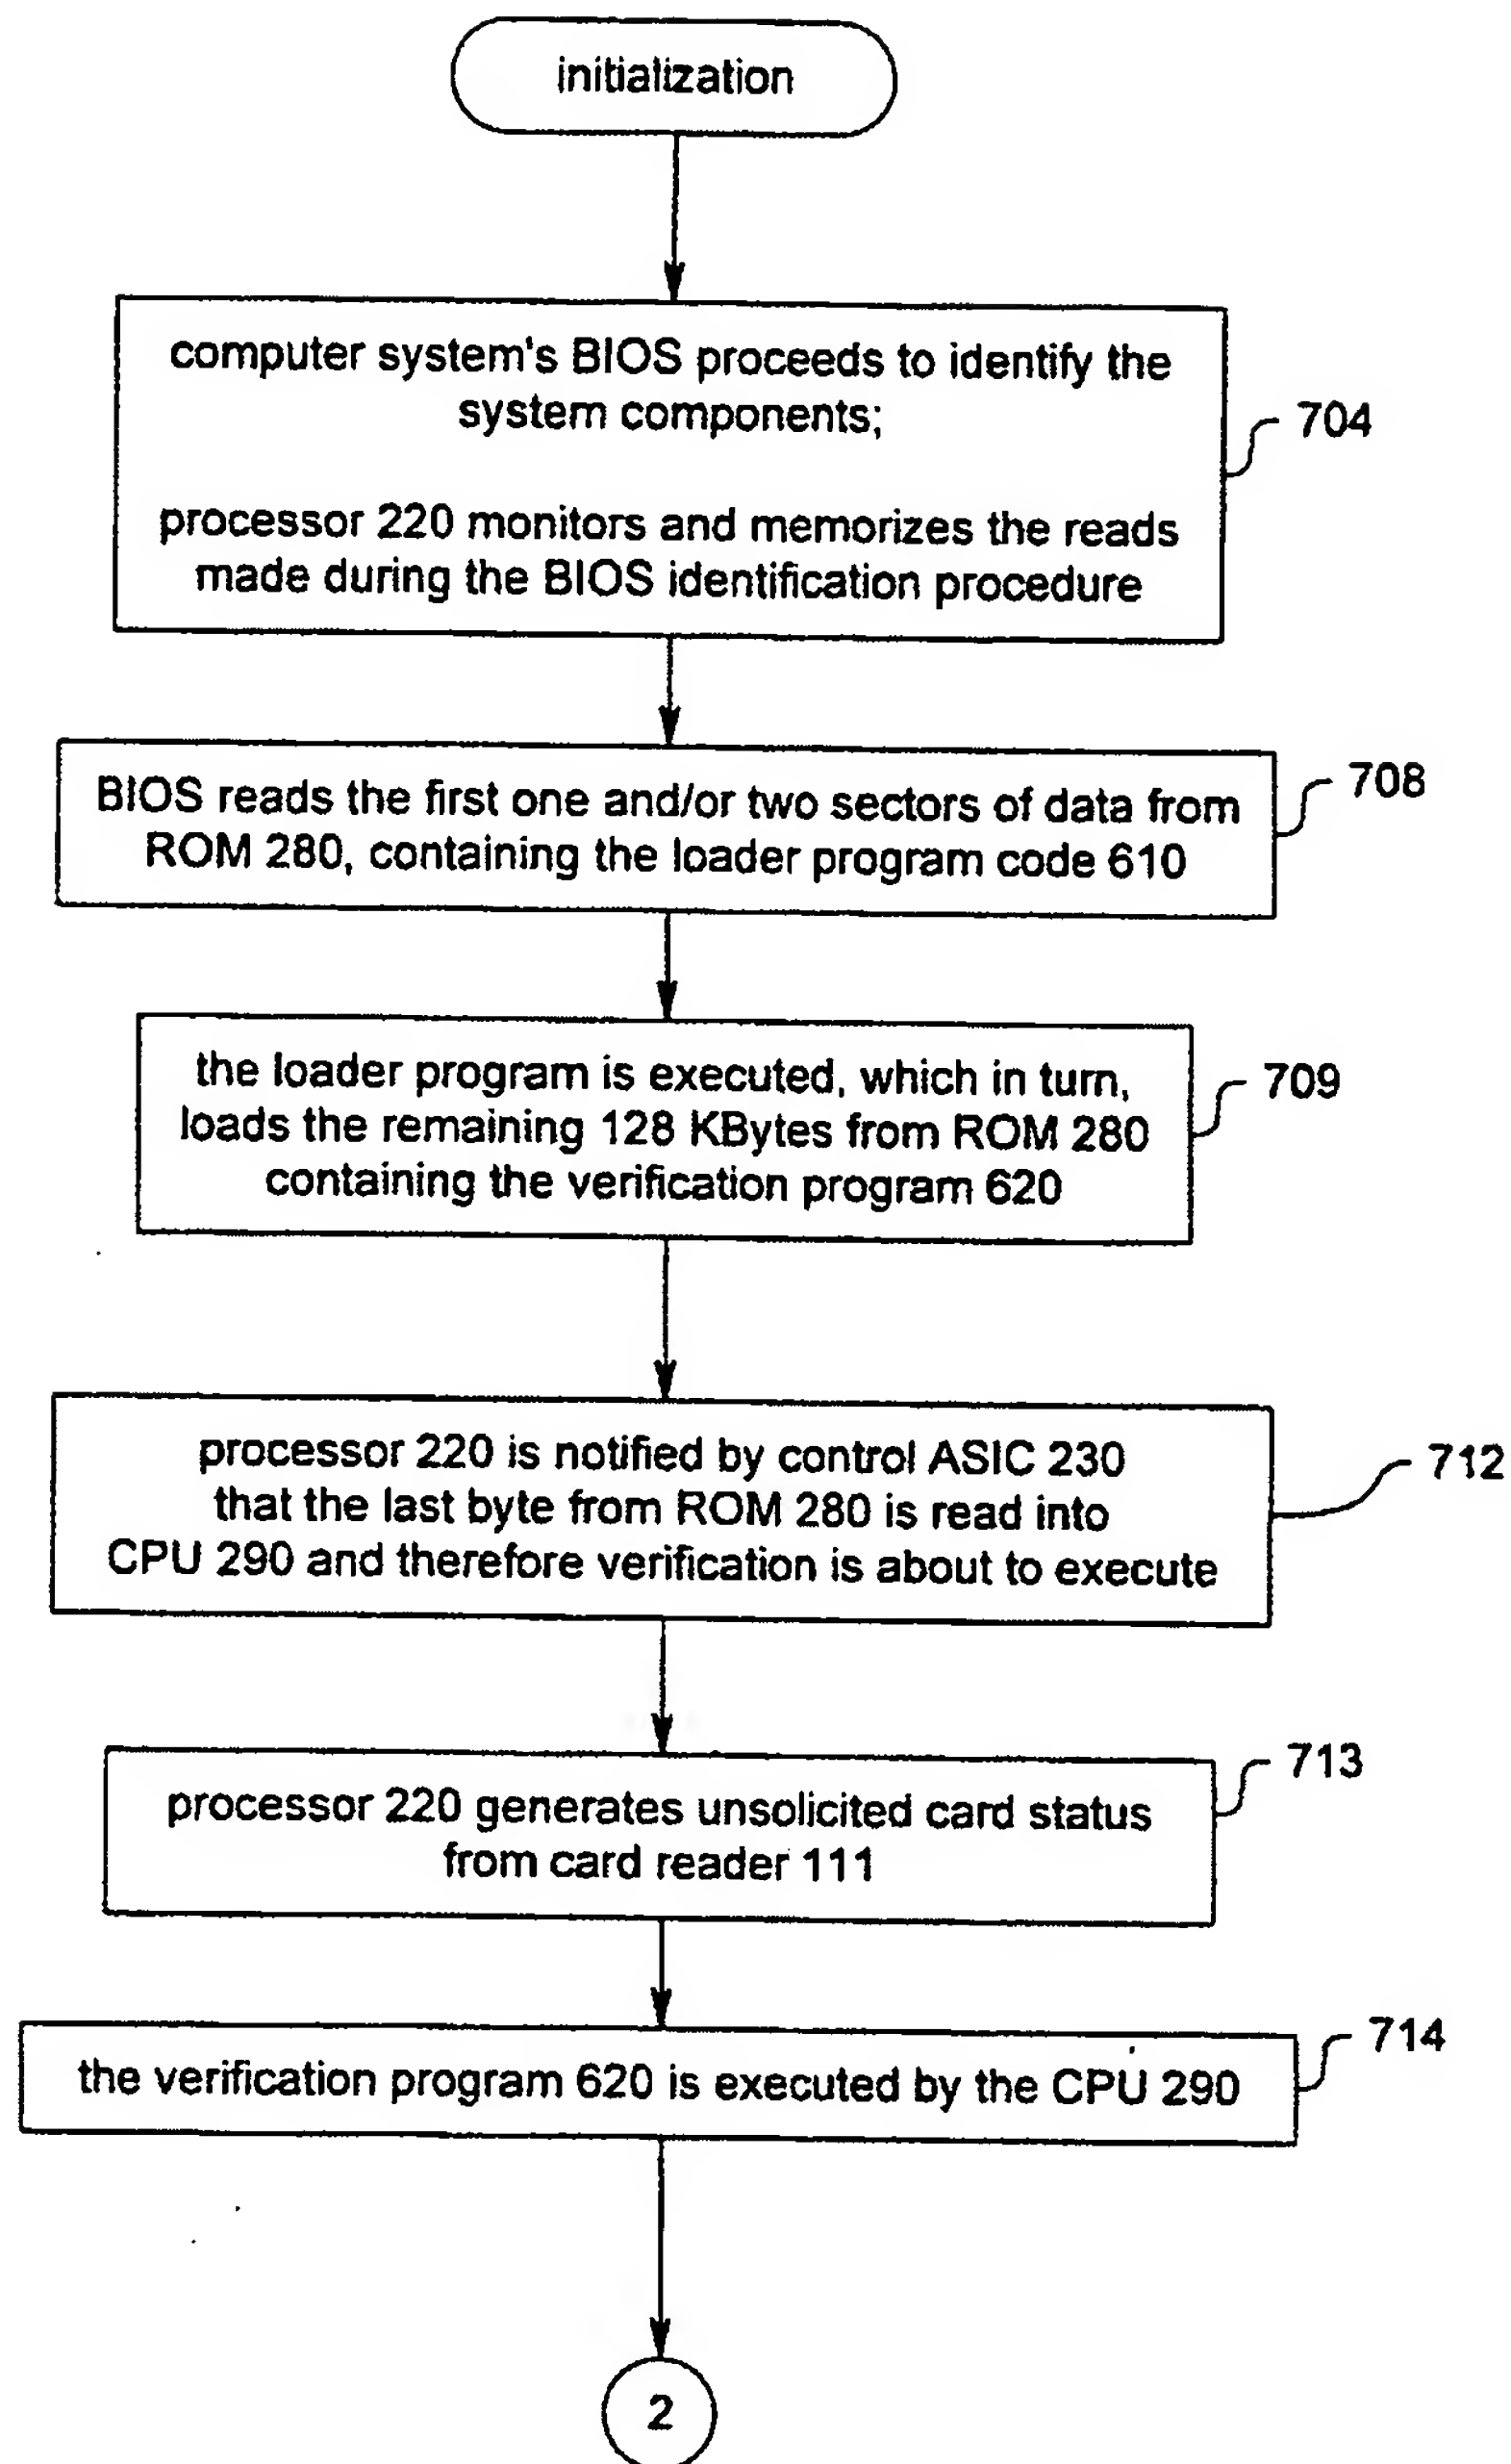 initialization
computer system's BIOS proceeds to identify the
system components;
704
processor 220 monitors and memorizes the reads
made during the BIOS identification procedure
BIOS reads the first one and/or two sectors of data from
ROM 280, containing the loader program code 610
708
the loader program is executed, which in turn,
loads the remaining 128 KBytes from ROM 280
containing the verification program 620
709
processor 220 is notified by control ASIC 230
that the last byte from ROM 280 is read into
CPU 290 and therefore verification is about to execute
712
processor 220 generates unsolicited card status
from card reader 111
713
the verification program 620 is executed by the CPU 290
714
2